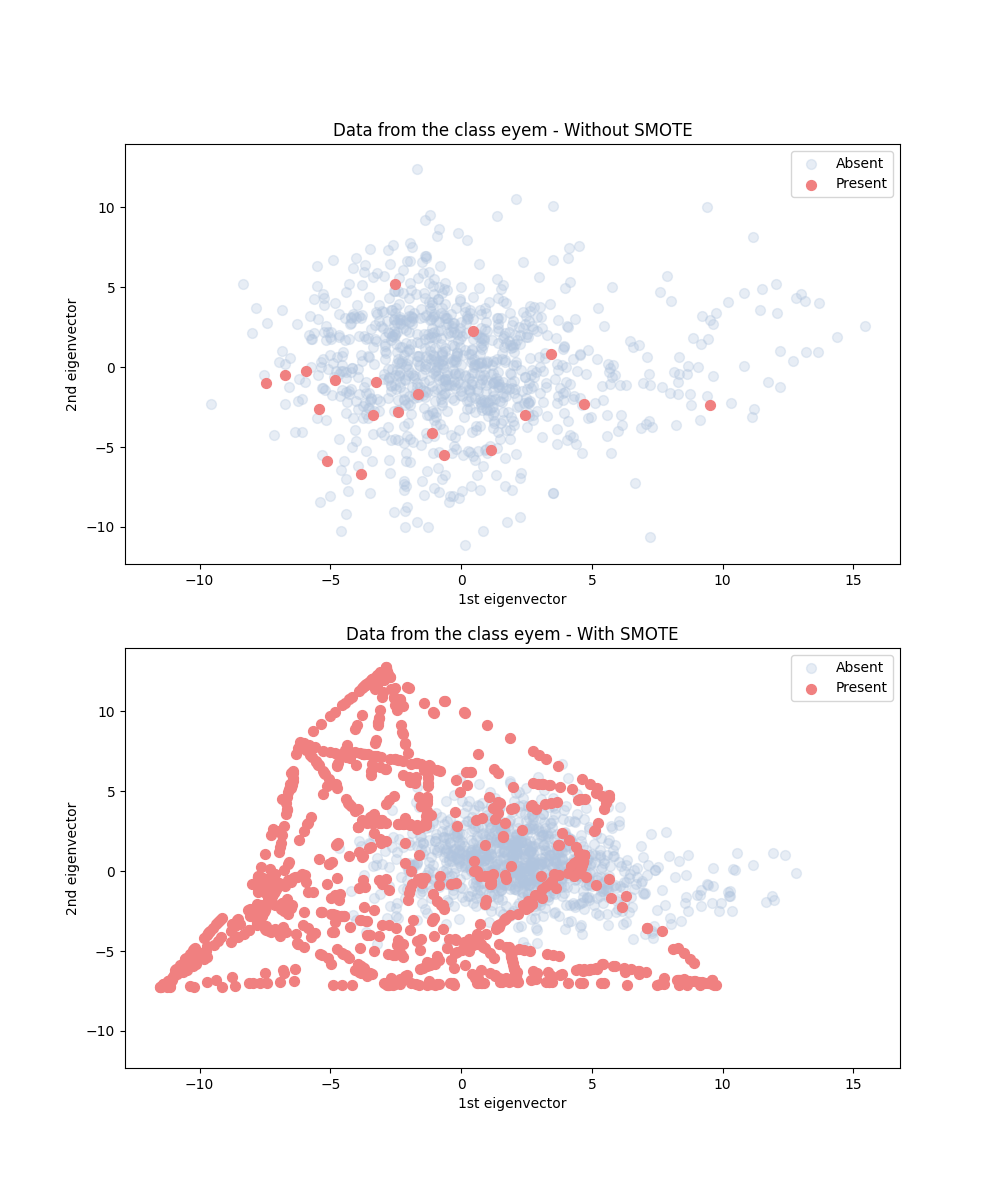 Data from the class eyem - Without SMOTE
Absent
Present
10
5
0
−5
−10
2nd eigenvector
−10 −5 0 5 10 15
1st eigenvector
Data from the class eyem - With SMOTE
Absent
Present
10
5
0
−5
−10
2nd eigenvector
−10 −5 0 5 10 15
1st eigenvector